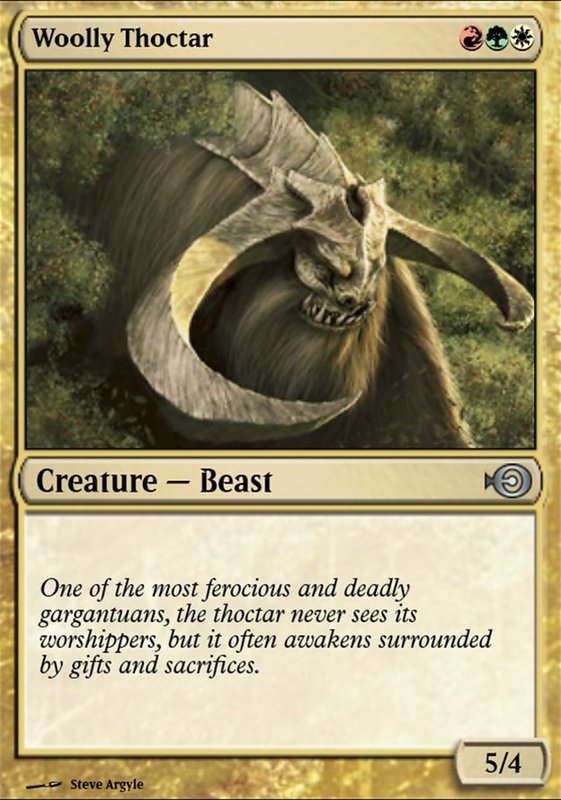 Woolly Thoctar
Creature — Beast
One of the most ferocious and deadly
gargantuans, the thoctar never sees its
worshippers, but it often awakens surrounded
by gifts and sacrifices.
5/4
Steve Argyle